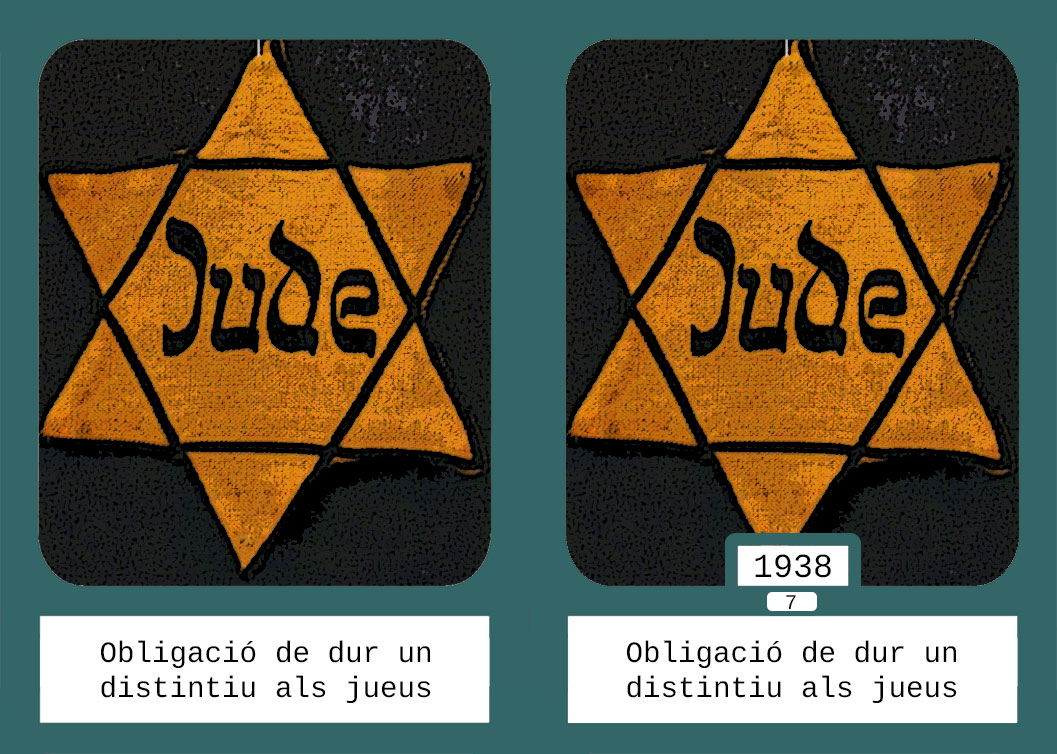 Jude
Obligació de dur un
distintiu als jueus
Jude
1938
7
Obligació de dur un
distintiu als jueus